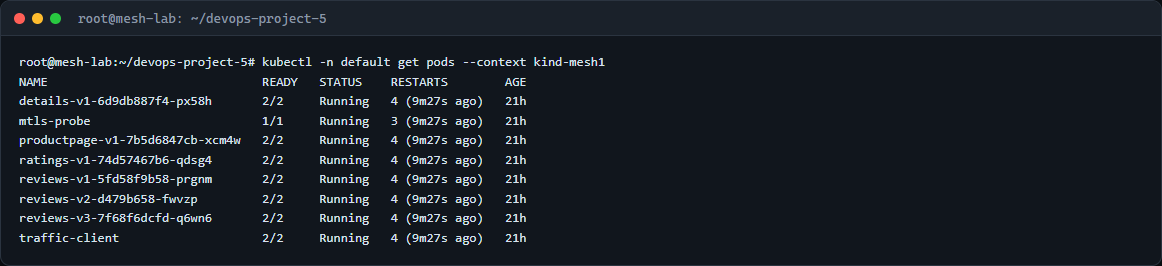 root@mesh-lab: ~/devops-project-5
root@mesh-lab:~/devops-project-5# kubectl -n default get pods --context kind-mesh1
NAME                              READY   STATUS    RESTARTS        AGE
details-v1-6d9db887f4-px58h       2/2     Running   4 (9m27s ago)   21h
mtls-probe                        1/1     Running   3 (9m27s ago)   21h
productpage-v1-7b5d6847cb-xcm4w   2/2     Running   4 (9m27s ago)   21h
ratings-v1-74d57467b6-qdsg4       2/2     Running   4 (9m27s ago)   21h
reviews-v1-5fd58f9b58-prgnm       2/2     Running   4 (9m27s ago)   21h
reviews-v2-d479b658-fwvzp         2/2     Running   4 (9m27s ago)   21h
reviews-v3-7f68f6dcfd-q6wn6       2/2     Running   4 (9m27s ago)   21h
traffic-client                    2/2     Running   4 (9m27s ago)   21h